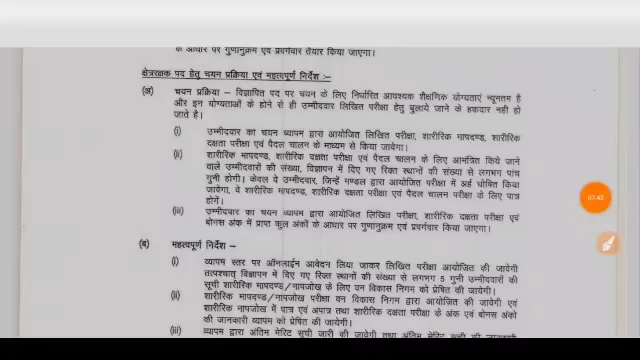 के आधार पर गुणानुक्रम एवं प्रवर्गवार तैयार किया जाएगा।
क्षेत्ररक्षक पद हेतु चयन प्रक्रिया एवं महत्वपूर्ण निर्देश :-
(अ) चयन प्रक्रिया – विज्ञापित पद पर चयन के लिए निर्धारित आवश्यक शैक्षणिक योग्यताएं न्यूनतम है
और इन योग्यताओं के होने से ही उम्मीदवार लिखित परीक्षा हेतु बुलाये जाने के हकदार नही हो
जाते है।
(i) उम्मीदवार का चयन व्यापम द्वारा आयोजित लिखित परीक्षा, शारीरिक मापदण्ड, शारीरिक
दक्षता परीक्षा एवं पैदल चालन के माध्यम से किया जावेगा।
(ii) शारीरिक मापदण्ड, शारीरिक दक्षता परीक्षा एवं पैदल चालन के लिए आमंत्रित किये जाने
वाले उम्मीदवारों की संख्या, विज्ञापन में दिए गए रिक्त स्थानों की संख्या से लगभग पांच
गुनी होगी। केवल वे उम्मीदवार, जिन्हें मण्डल द्वारा आयोजित परीक्षा में अर्ह घोषित किया
जावेगा, वे शारीरिक मापदण्ड, शारीरिक दक्षता परीक्षा एवं पैदल चालन परीक्षा के लिए पात्र
होगें।
(iii) उम्मीदवार का चयन व्यापम द्वारा आयोजित लिखित परीक्षा, शारीरिक दक्षता परीक्षा एवं
बोनस अंक में प्राप्त कुल अंकों के आधार पर गुणानुक्रम एवं प्रवर्गवार किया जाएगा।
(ब) महत्वपूर्ण निर्देश –
(i) व्यापम स्तर पर ऑनलाईन आवेदन लिया जाकर लिखित परीक्षा आयोजित की जावेगी
तत्पश्चात् विज्ञापन में दिए गए रिक्त स्थानों की संख्या से लगभग 5 गुनी उम्मीदवारों की
सूची शारीरिक मापदण्ड/नापजोख के लिए वन विकास निगम को प्रेषित की जायेगी।
(ii) शारीरिक मापदण्ड/नापजोख परीक्षा वन विकास निगम द्वारा आयोजित की जायेगी एवं
शारीरिक नापजोख में पात्र एवं अपात्र तथा शारीरिक दक्षता परीक्षा के अंक एवं बोनस अंको
की जानकारी व्यापम को प्रेषित की जायेगी।
(iii) व्यापम द्वारा अंतिम मेरिट सूची जारी की जायेगी तथा अंतिम मेरिट सूची की जानकारी
07:42